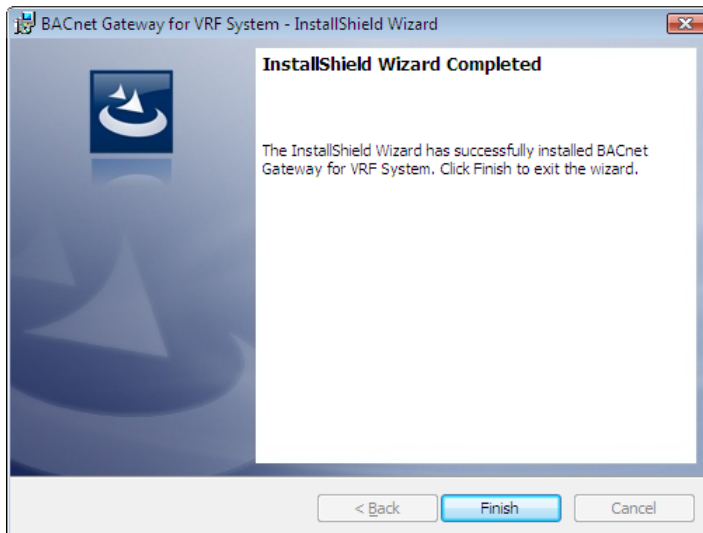 BACnet Gateway for VRF System - InstallShield Wizard
InstallShield Wizard Completed
The InstallShield Wizard has successfully installed BACnet
Gateway for VRF System. Click Finish to exit the wizard.
< Back
Finish
Cancel